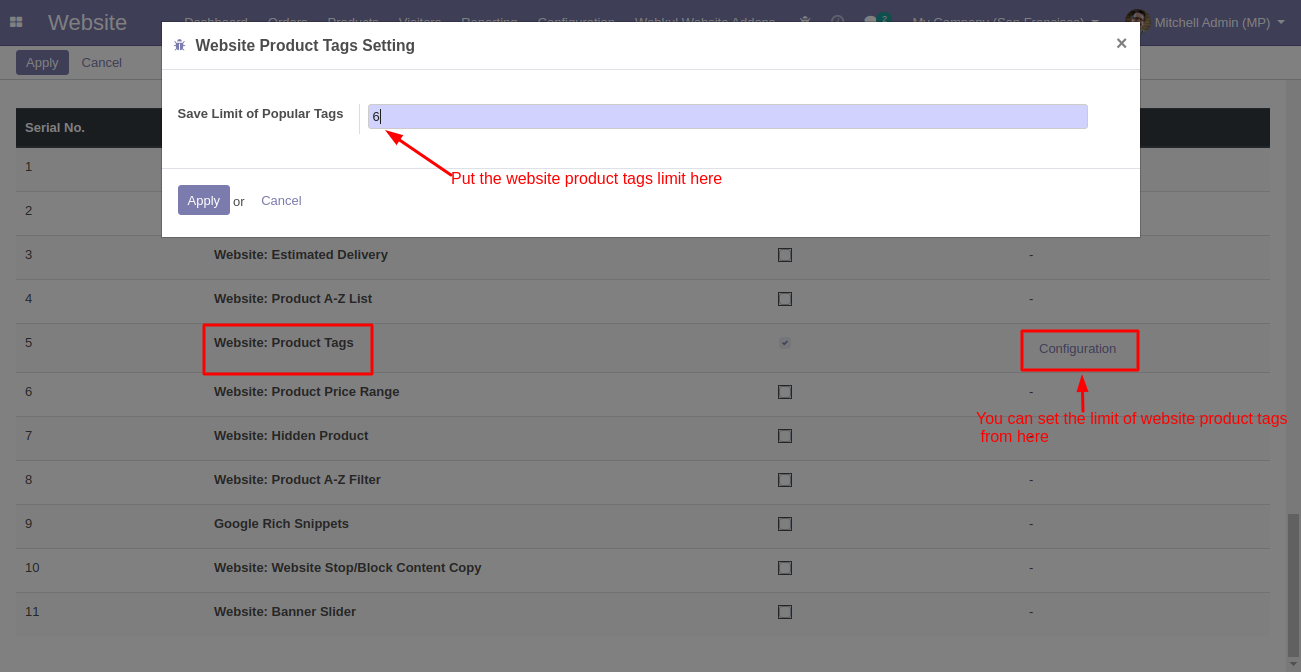 Website Dashboard Orders Products Visitors Reporting Configuration Webkul Website Addons 2 My Company (San Francisco) Mitchell Admin (MP)
Website Product Tags Setting ×
Apply Cancel
Save Limit of Popular Tags 6
Put the website product tags limit here
Apply or Cancel
Serial No.
1
2
3 Website: Estimated Delivery -
4 Website: Product A-Z List -
5 Website: Product Tags Configuration
6 Website: Product Price Range -
You can set the limit of website product tags
from here
7 Website: Hidden Product -
8 Website: Product A-Z Filter -
9 Google Rich Snippets -
10 Website: Website Stop/Block Content Copy -
11 Website: Banner Slider -